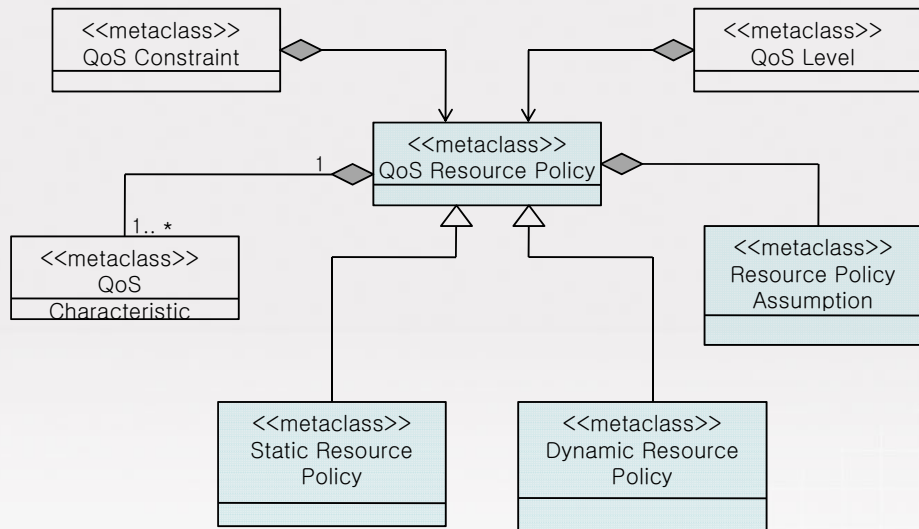 <<metaclass>>
QoS Constraint
<<metaclass>>
QoS Level
<<metaclass>>
QoS Resource Policy
1
1.. *
<<metaclass>>
QoS
Characteristic
<<metaclass>>
Resource Policy
Assumption
<<metaclass>>
Static Resource
Policy
<<metaclass>>
Dynamic Resource
Policy